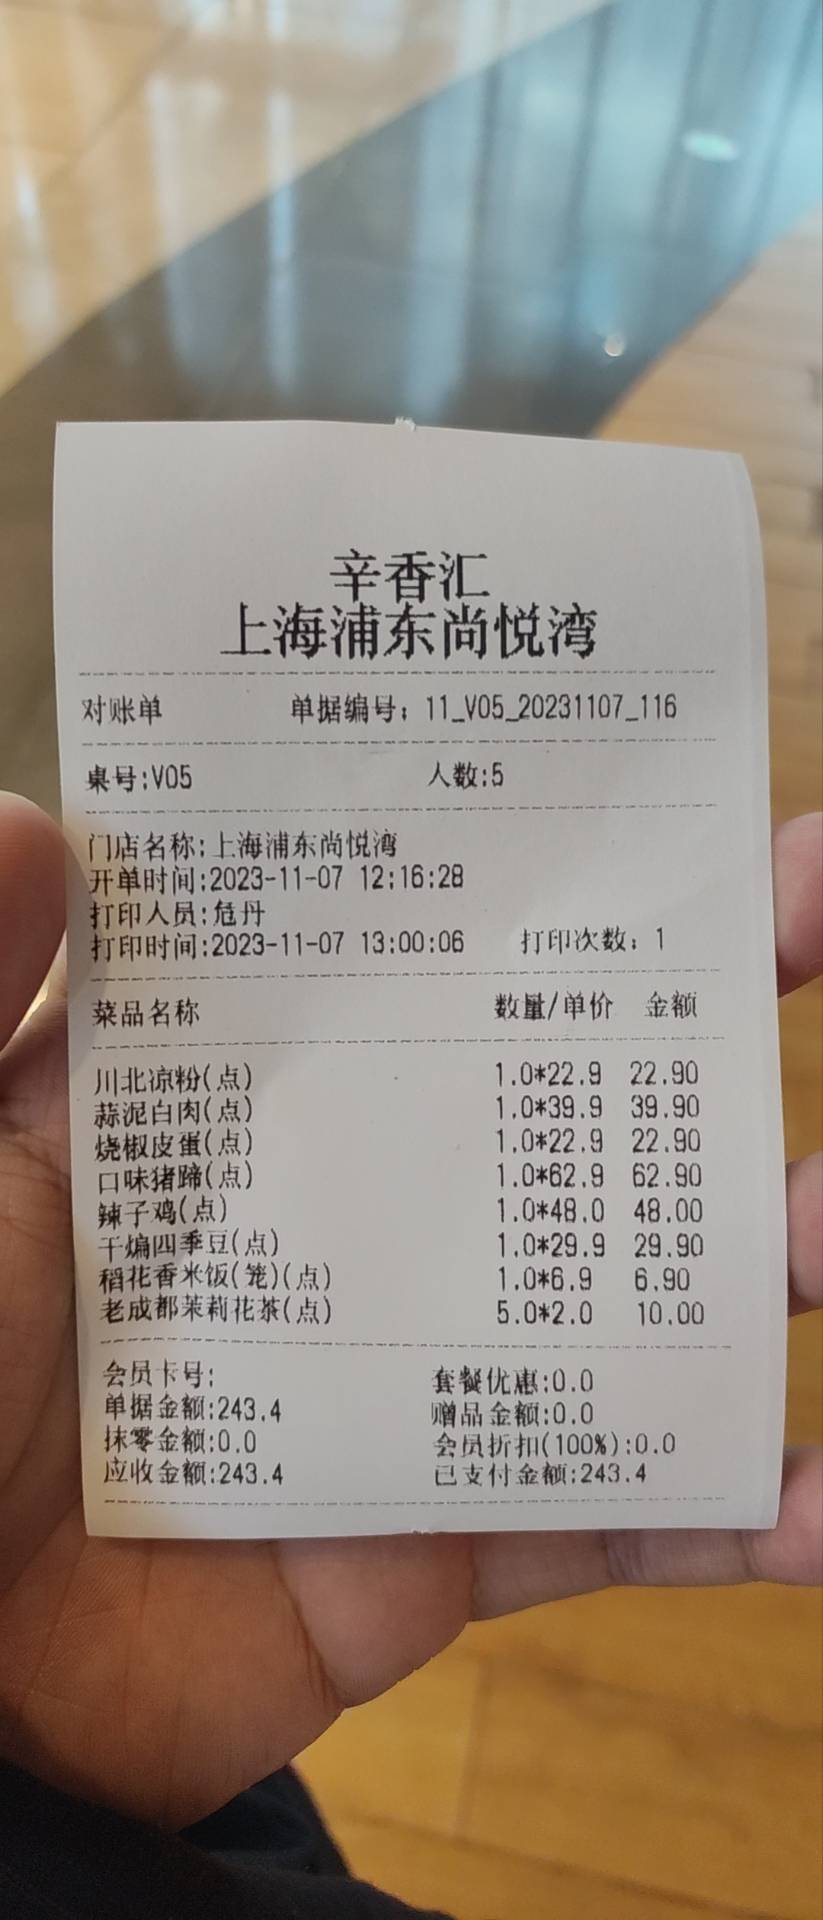 辛香汇
上海浦东尚悦湾
对账单 单据编号：11_V05_20231107_116
桌号:V05 人数:5
门店名称:上海浦东尚悦湾
开单时间:2023-11-07 12:16:28
打印人员:危丹
打印时间:2023-11-07 13:00:06 打印次数：1
菜品名称 数量/单价 金额
川北凉粉(点) 1.0*22.9 22.90
蒜泥白肉(点) 1.0*39.9 39.90
烧椒皮蛋(点) 1.0*22.9 22.90
口味猪蹄(点) 1.0*62.9 62.90
辣子鸡(点) 1.0*48.0 48.00
干煸四季豆(点) 1.0*29.9 29.90
稻花香米饭(笼)(点) 1.0*6.9 6.90
老成都茉莉花茶(点) 5.0*2.0 10.00
会员卡号: 套餐优惠:0.0
单据金额:243.4 赠品金额:0.0
抹零金额:0.0 会员折扣(100%):0.0
应收金额:243.4 已支付金额:243.4